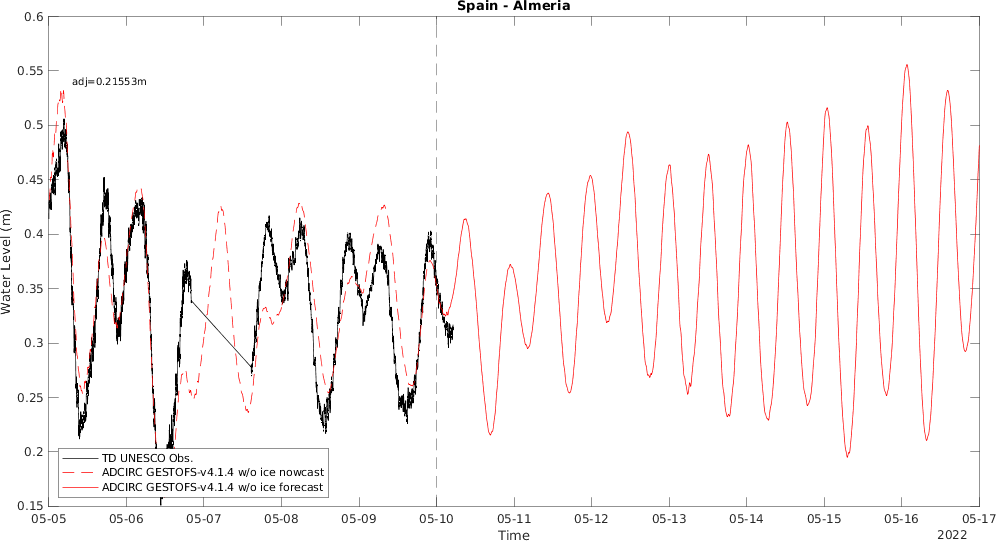 Spain - Almeria
0.6
0.55
0.5
0.45
0.4
0.35
0.3
0.25
0.2
0.15
Water Level (m)
adj=0.21553m
TD UNESCO Obs.
ADCIRC GESTOFS-v4.1.4 w/o ice nowcast
ADCIRC GESTOFS-v4.1.4 w/o ice forecast
05-05 05-06 05-07 05-08 05-09 05-10 05-11 05-12 05-13 05-14 05-15 05-16 05-17
Time
2022